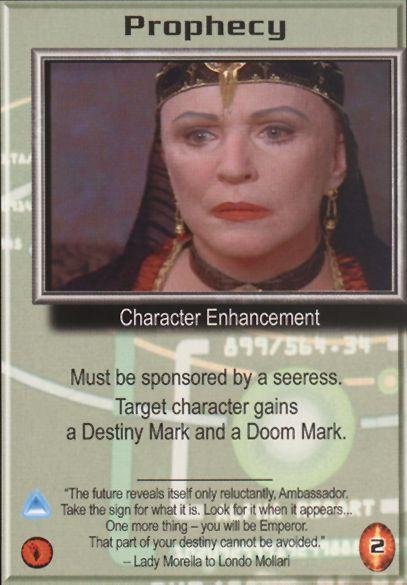 Prophecy
Character Enhancement
899/564.34
Must be sponsored by a seeress.
Target character gains
a Destiny Mark and a Doom Mark.
"The future reveals itself only reluctantly, Ambassador.
Take the sign for what it is. Look for it when it appears...
One more thing – you will be Emperor.
That part of your destiny cannot be avoided."
– Lady Morella to Londo Mollari
2